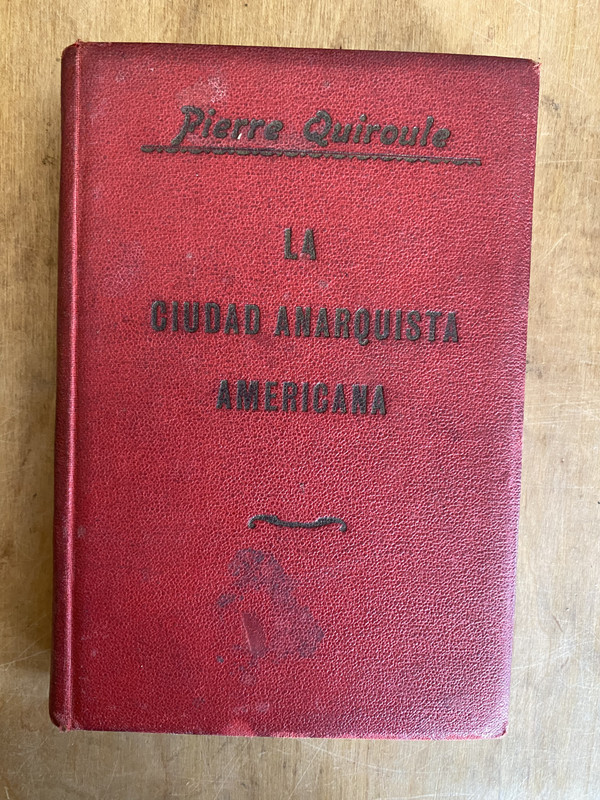 Pierre Quiroule
LA
CIUDAD ANARQUISTA
AMERICANA